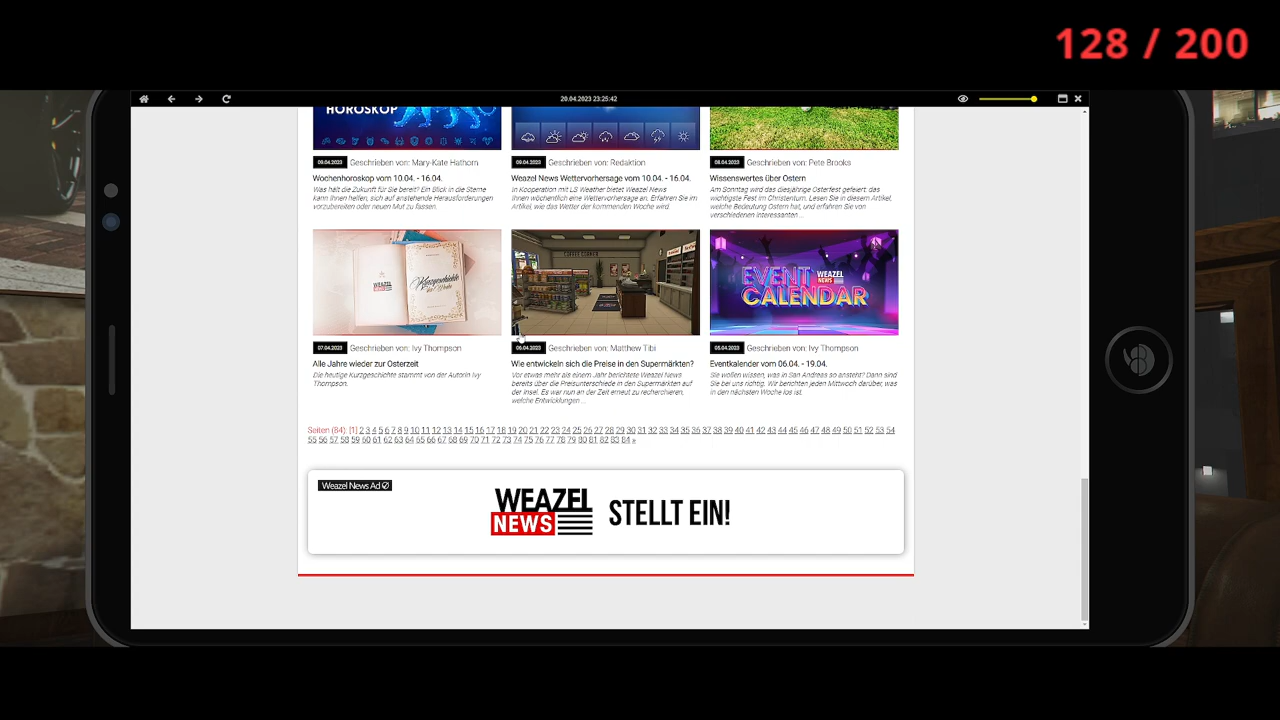 128 / 200
20.04.2023 23:25:42
HOROSKOP
09.04.2023 Geschrieben von: Mary-Kate Hathorn
Wochenhoroskop vom 10.04. - 16.04.
Was hält die Zukunft für Sie bereit? Ein Blick in die Sterne
kann Ihnen helfen, sich auf anstehende Herausforderungen
vorzubereiten oder neuen Mut zu fassen.
09.04.2023 Geschrieben von: Redaktion
Weazel News Wettervorhersage vom 10.04. - 16.04.
In Kooperation mit LS Weather bietet Weazel News
Ihnen wöchentlich eine Wettervorhersage an. Erfahren Sie im
Artikel, wie das Wetter der kommenden Woche wird.
08.04.2023 Geschrieben von: Pete Brooks
Wissenswertes über Ostern
Am Sonntag wird das diesjährige Osterfest gefeiert, das
wichtigste Fest im Christentum. Lesen Sie in diesem Artikel,
welche Bedeutung Ostern hat, und erfahren Sie von
verschiedenen interessanten ...
WEAZEL NEWS
Kurzgeschichte der Woche
COFFEE CORNER
EVENT
WEAZEL NEWS
CALENDAR
07.04.2023 Geschrieben von: Ivy Thompson
Alle Jahre wieder zur Osterzeit
Die heutige Kurzgeschichte stammt von der Autorin Ivy
Thompson.
06.04.2023 Geschrieben von: Matthew Tibi
Wie entwickeln sich die Preise in den Supermärkten?
Vor etwas mehr als einem Jahr berichtete Weazel News
bereits über die Preisunterschiede in den Supermärkten auf
der Insel. Es war nun an der Zeit erneut zu recherchieren,
welche Entwicklungen ...
05.04.2023 Geschrieben von: Ivy Thompson
Eventkalender vom 06.04. - 19.04.
Sie wollen wissen, was in San Andreas so ansteht? Dann sind
Sie bei uns richtig. Wir berichten jeden Mittwoch darüber, was
in den nächsten Woche los ist.
Seiten (84): [1] 2 3 4 5 6 7 8 9 10 11 12 13 14 15 16 17 18 19 20 21 22 23 24 25 26 27 28 29 30 31 32 33 34 35 36 37 38 39 40 41 42 43 44 45 46 47 48 49 50 51 52 53 54
55 56 57 58 59 60 61 62 63 64 65 66 67 68 69 70 71 72 73 74 75 76 77 78 79 80 81 82 83 84 »
Weazel News Ad
WEAZEL
NEWS
STELLT EIN!